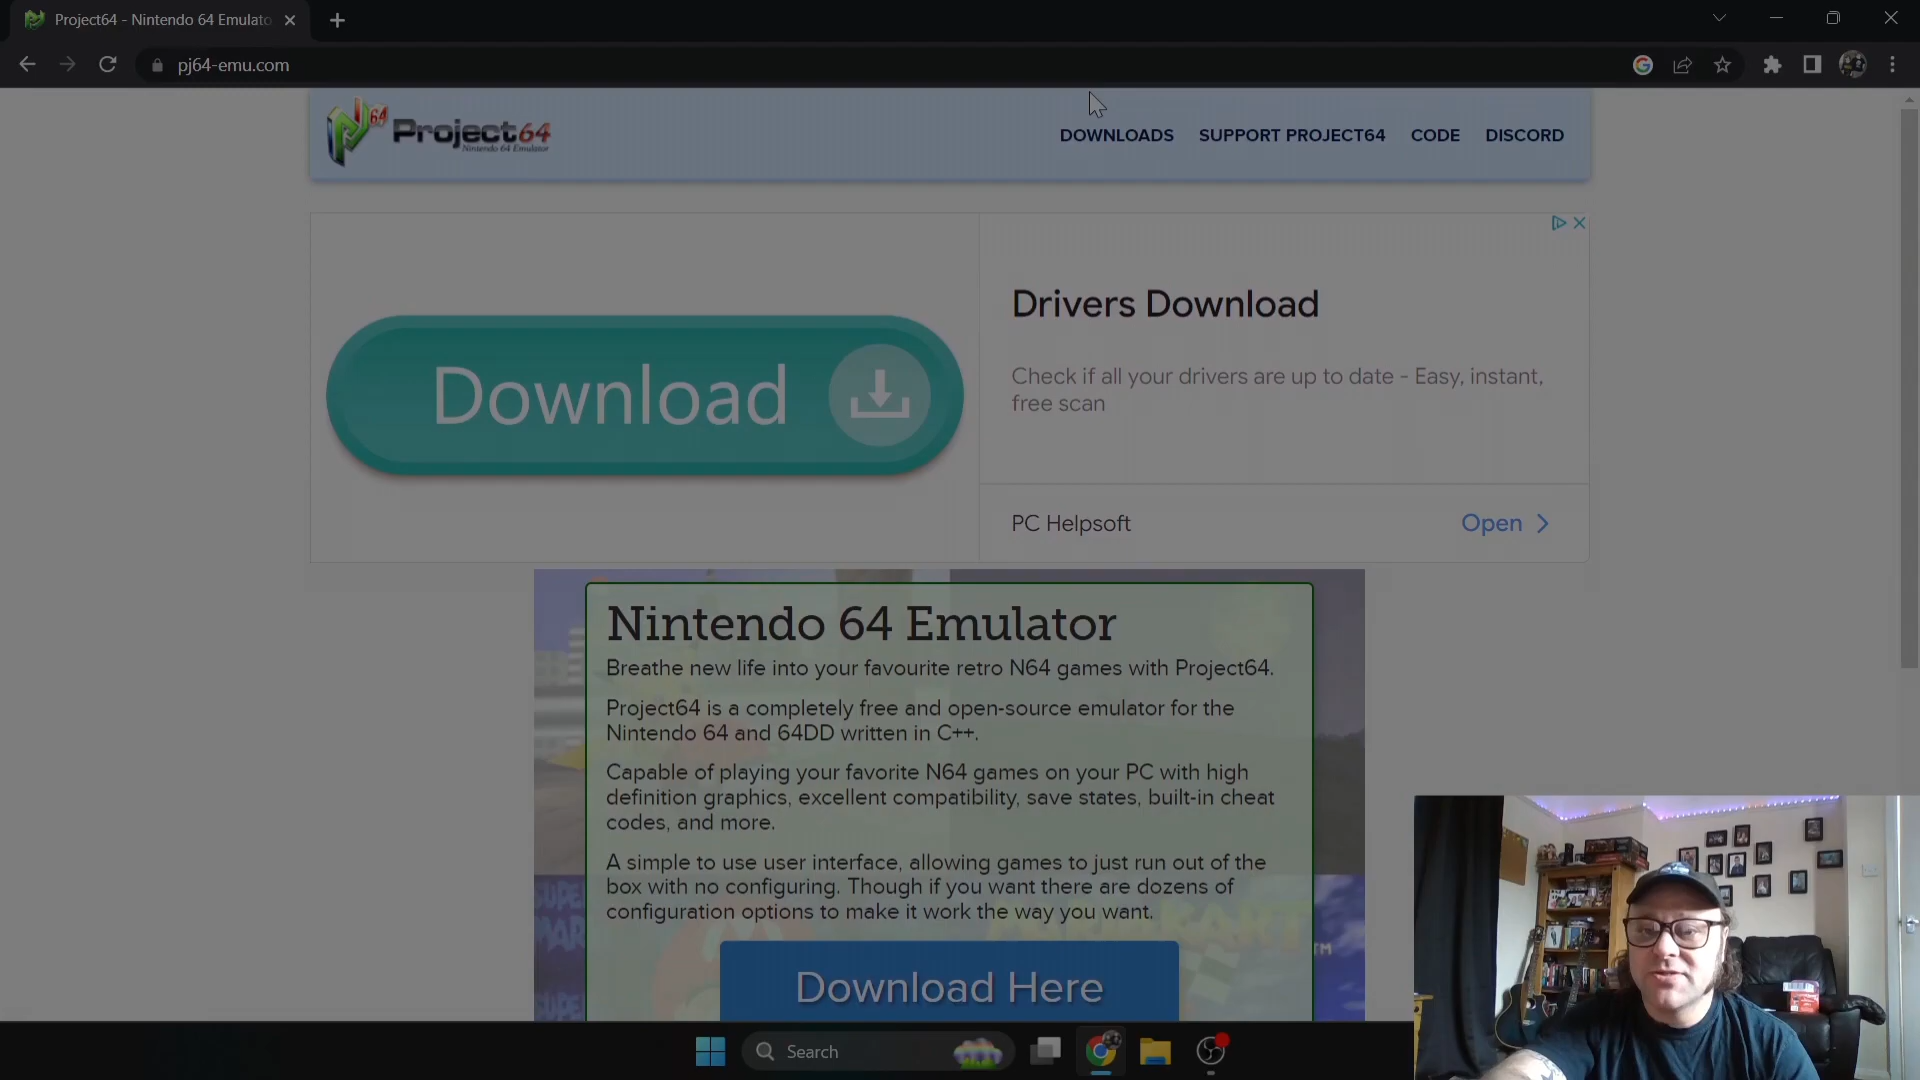 Project64 - Nintendo 64 Emulato
pj64-emu.com
64
Project64
Nintendo 64 Emulator
DOWNLOADS
SUPPORT PROJECT64
CODE
DISCORD
Download
Drivers Download
Check if all your drivers are up to date - Easy, instant,
free scan
PC Helpsoft
Open
Nintendo 64 Emulator
Breathe new life into your favourite retro N64 games with Project64.
Project64 is a completely free and open-source emulator for the
Nintendo 64 and 64DD written in C++.
Capable of playing your favorite N64 games on your PC with high
definition graphics, excellent compatibility, save states, built-in cheat
codes, and more.
A simple to use user interface, allowing games to just run out of the
box with no configuring. Though if you want there are dozens of
configuration options to make it work the way you want.
Download Here
Search